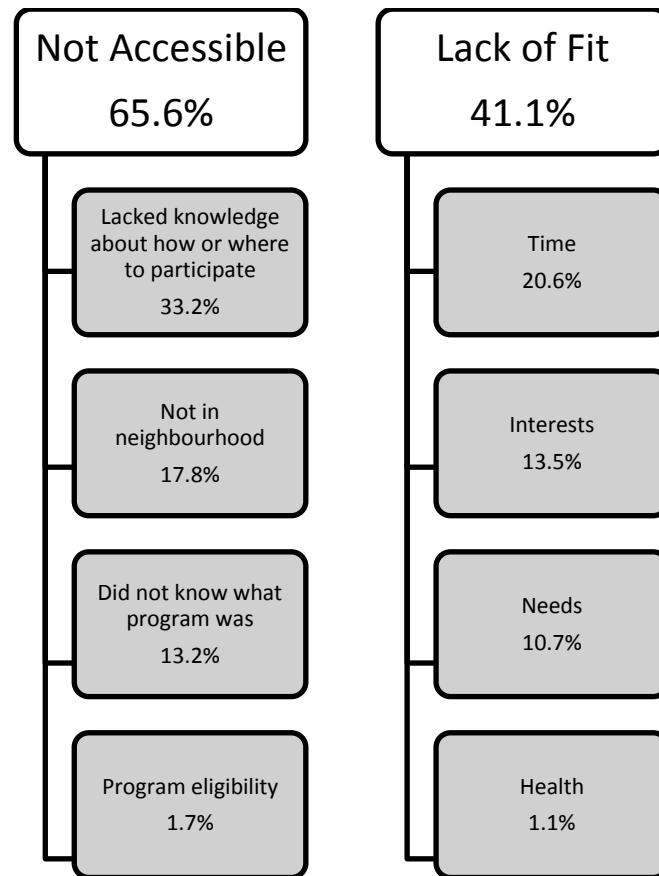 Not Accessible
65.6%
Lacked knowledge
about how or where
to participate
33.2%
Not in
neighbourhood
17.8%
Did not know what
program was
13.2%
Program eligibility
1.7%
Lack of Fit
41.1%
Time
20.6%
Interests
13.5%
Needs
10.7%
Health
1.1%